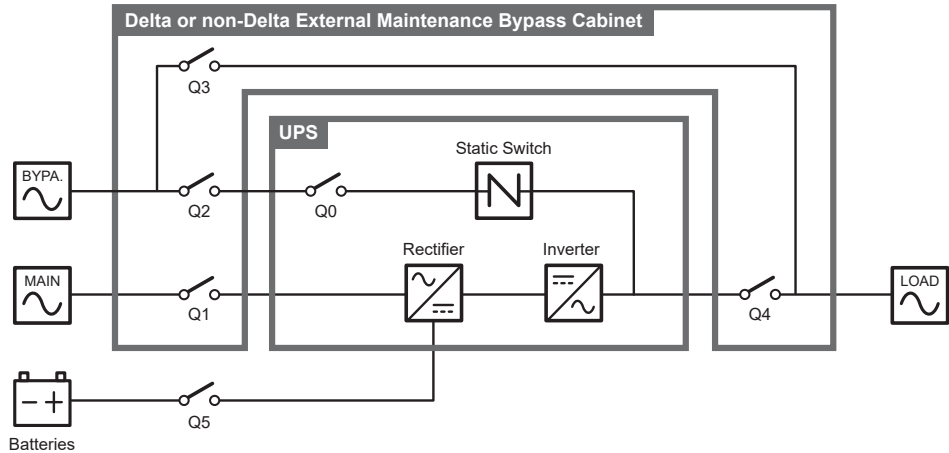 Delta or non-Delta External Maintenance Bypass Cabinet
Q3
UPS
Static Switch
BYPA.
Q2
Q0
Rectifier
Inverter
MAIN
LOAD
Q1
Q4
Q5
Batteries